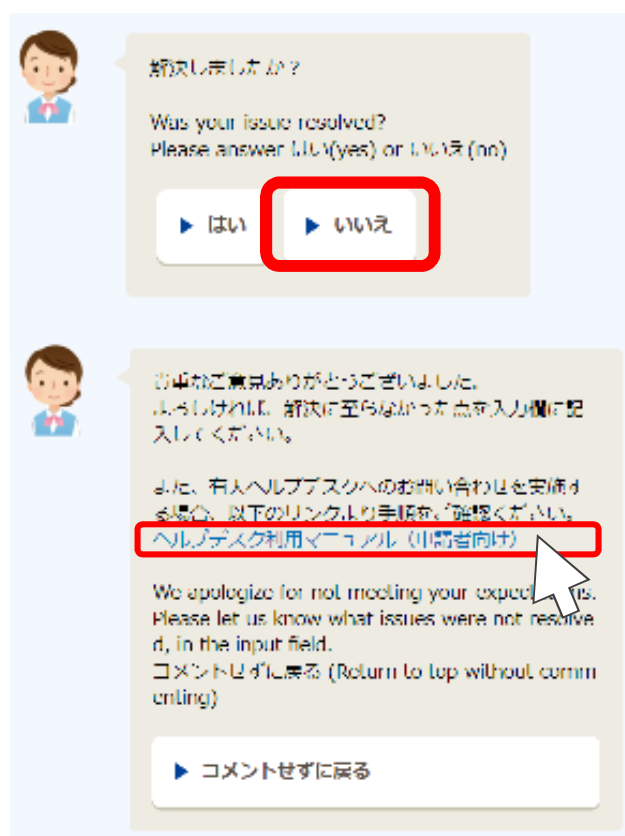 解決しましたか？
Was your issue resolved?
Please answer はい(yes) or いいえ(no)
▶ はい
▶ いいえ
貴重なご意見ありがとうございました。
よろしければ、解決に至らなかった点を入力欄に記
入してください。
また、有人ヘルプデスクへのお問い合わせを実施す
る場合、以下のリンクより手順をご確認ください。
ヘルプデスク利用マニュアル（申請者向け）
We apologize for not meeting your
Please let us know what issues were not resolve
d, in the input field.
コメントせずに戻る (Return to top without comm
enting)
▶ コメントせずに戻る